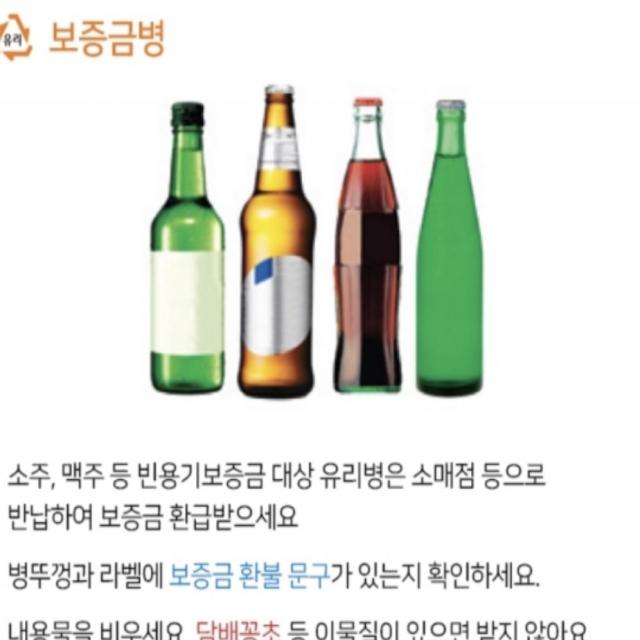 유리
보증금병
소주, 맥주 등 빈용기보증금 대상 유리병은 소매점 등으로
반납하여 보증금 환급받으세요
병뚜껑과 라벨에 보증금 환불 문구가 있는지 확인하세요.
내용물을 비우세요. 담배꽁초 등 이물질이 있으면 받지 않아요